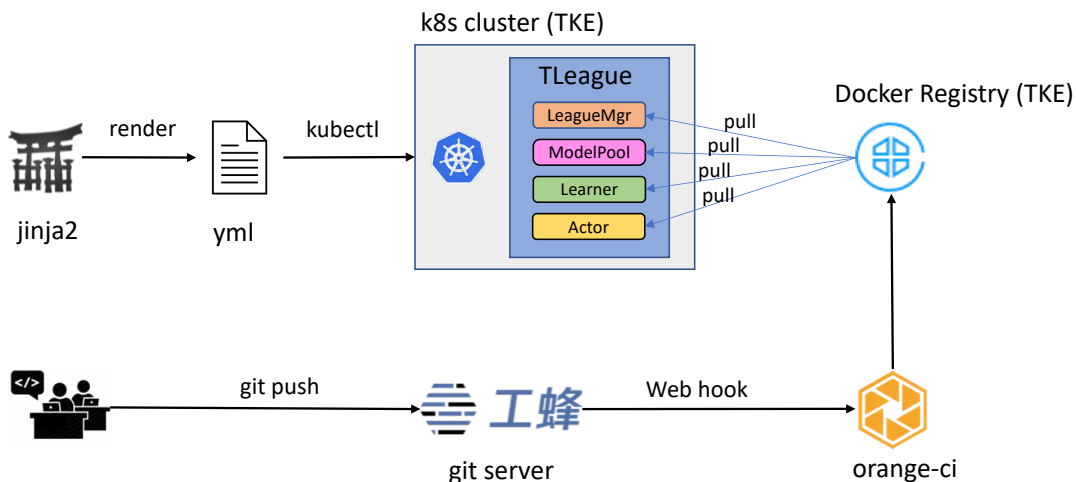 k8s cluster (TKE)
TLeague
LeagueMgr
ModelPool
Learner
Actor
Docker Registry (TKE)
pull
pull
pull
pull
render
kubectl
jinja2
yml
</>
git push
工蜂
git server
Web hook
orange-ci